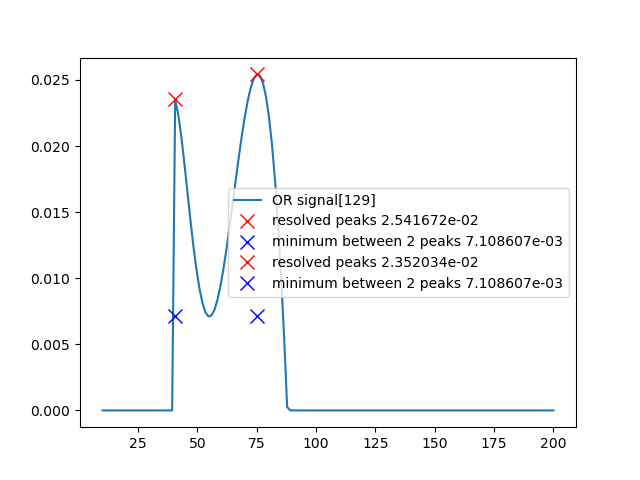 0.025
0.020
0.015
0.010
0.005
0.000
OR signal[129]
resolved peaks 2.541672e-02
minimum between 2 peaks 7.108607e-03
resolved peaks 2.352034e-02
minimum between 2 peaks 7.108607e-03
25 50 75 100 125 150 175 200